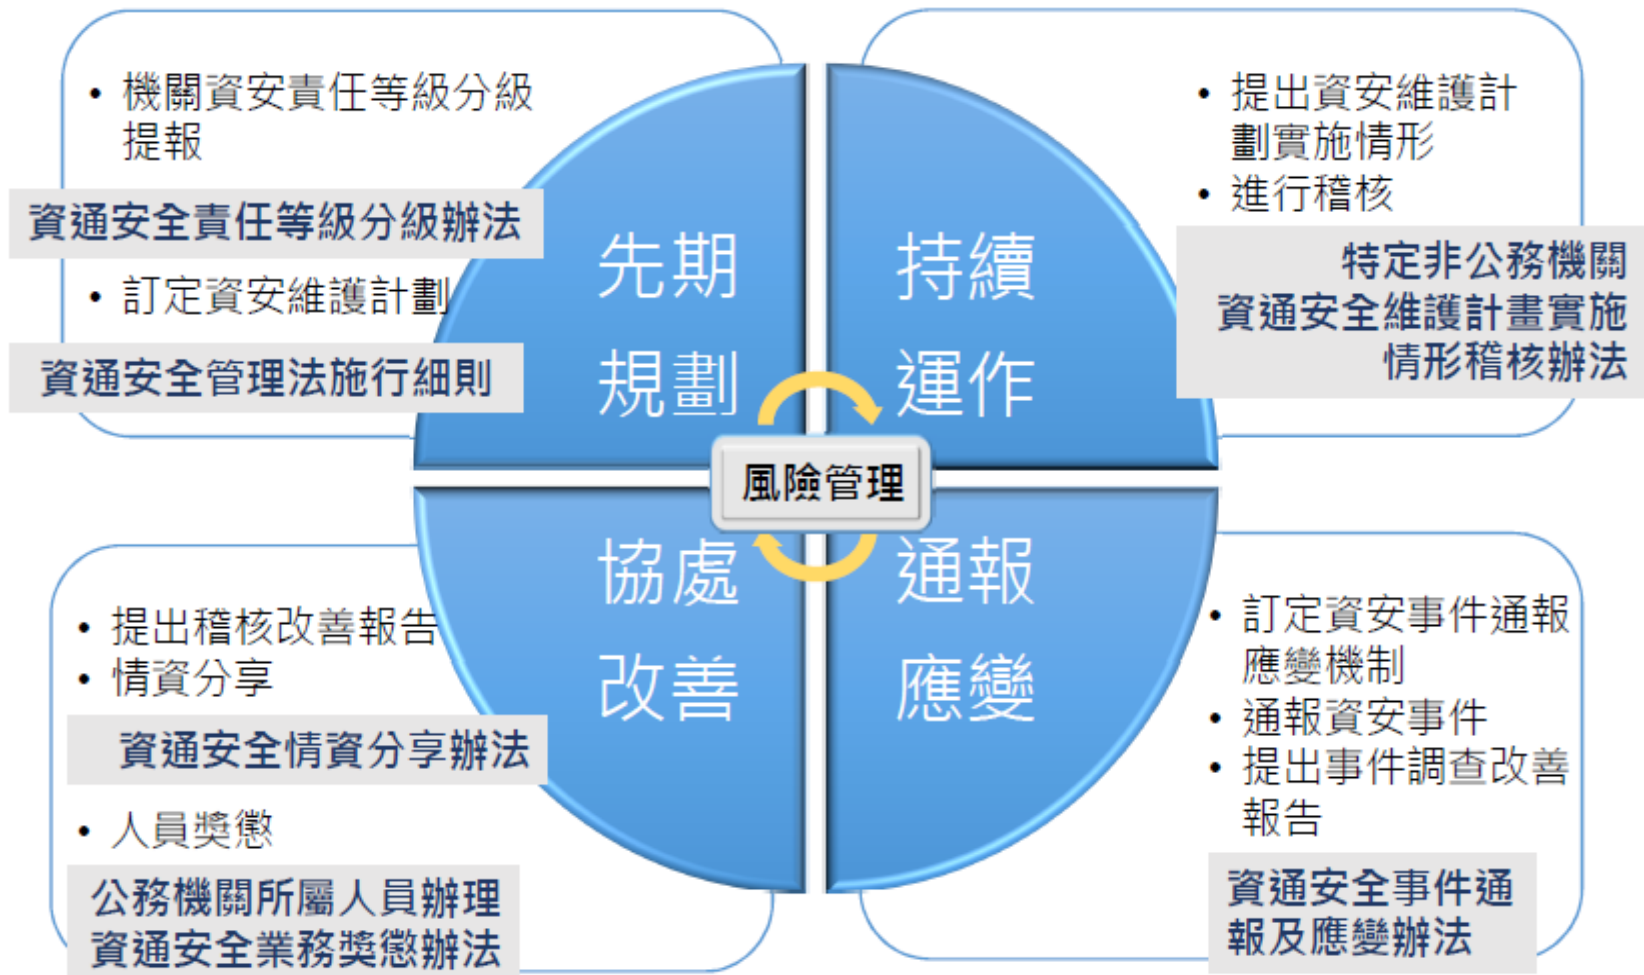 • 機關資安責任等級分級
提報
資通安全責任等級分級辦法
• 訂定資安維護計劃
資通安全管理法施行細則
先期
規劃
持續
運作
• 提出資安維護計
劃實施情形
• 進行稽核
特定非公務機關
資通安全維護計畫實施
情形稽核辦法
風險管理
• 提出稽核改善報告
• 情資分享
資通安全情資分享辦法
• 人員獎懲
公務機關所屬人員辦理
資通安全業務獎懲辦法
協處
改善
通報
應變
• 訂定資安事件通報
應變機制
• 通報資安事件
• 提出事件調查改善
報告
資通安全事件通
報及應變辦法